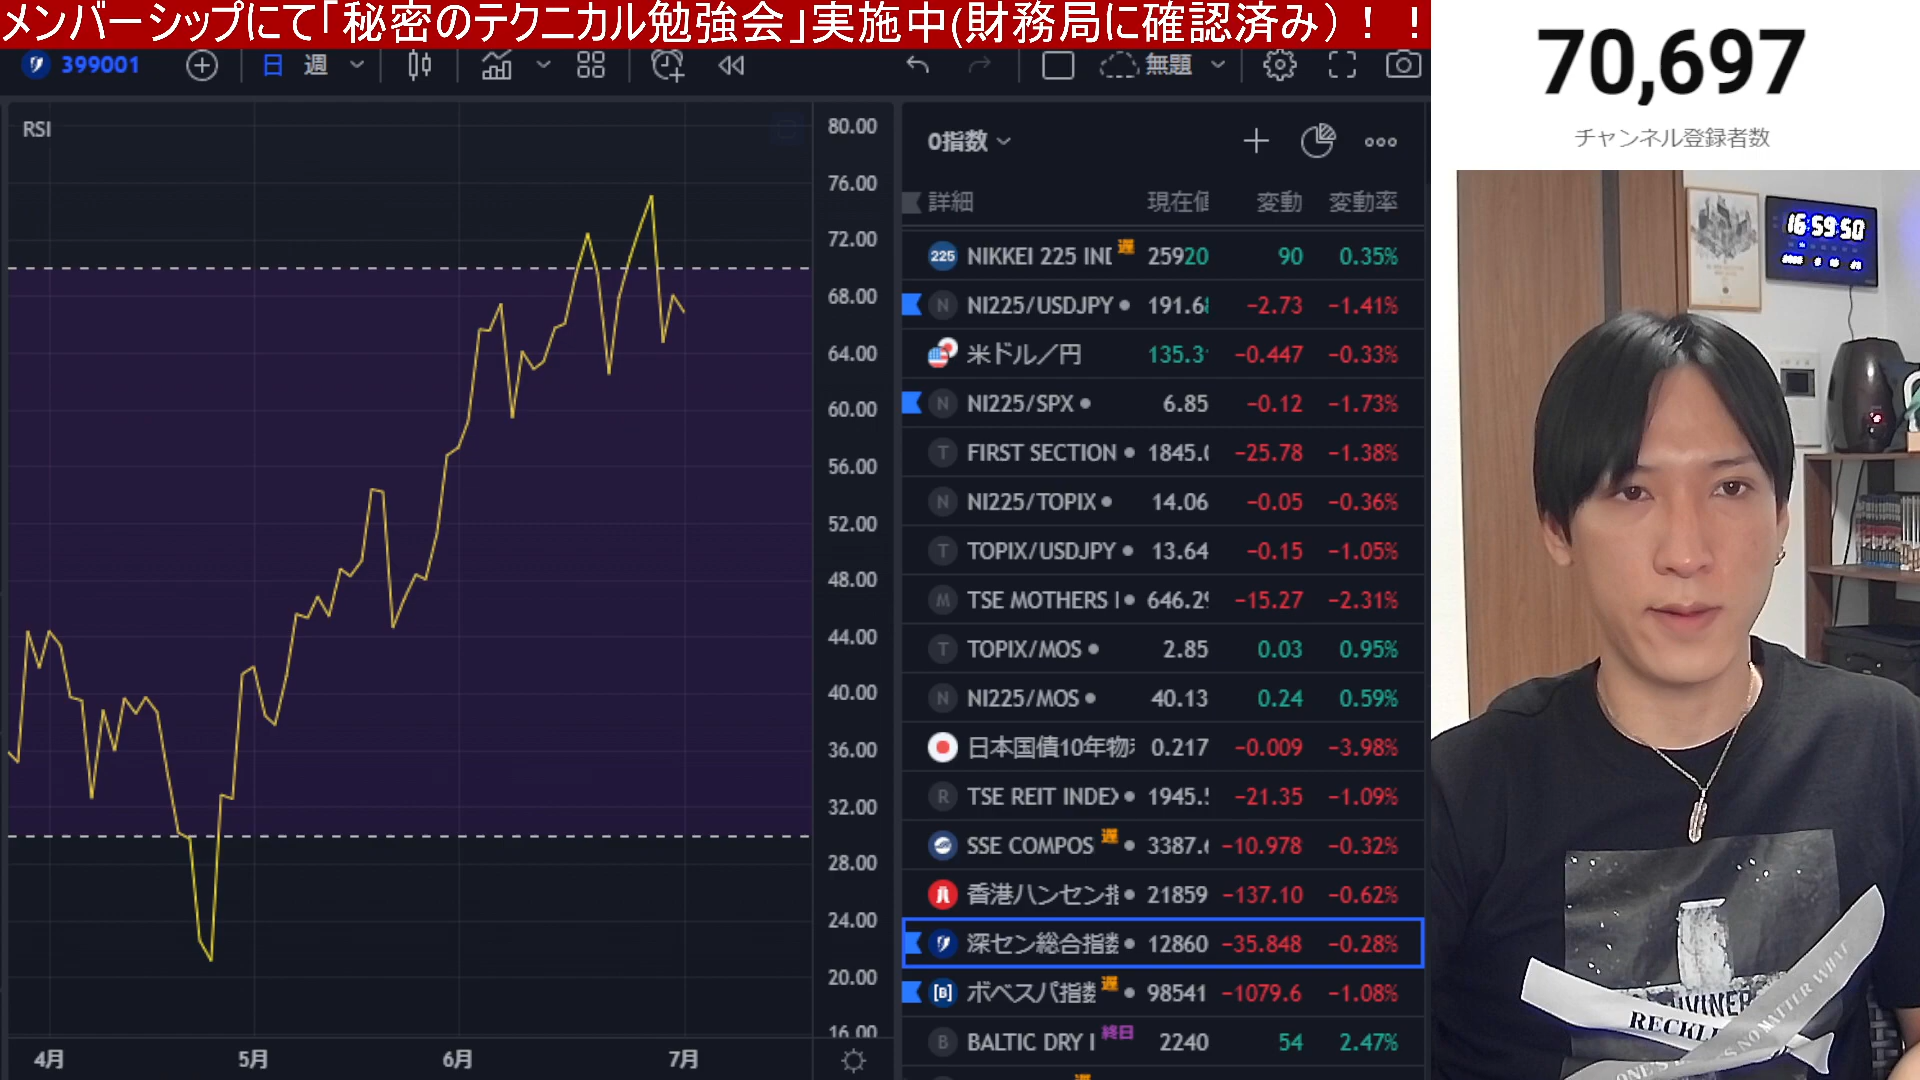 メンバーシップにて「秘密のテクニカル勉強会」実施中(財務局に確認済み)！！
70,697
チャンネル登録者数
399001
日 週
無題
RSI
80.00
76.00
72.00
68.00
64.00
60.00
56.00
52.00
48.00
44.00
40.00
36.00
32.00
28.00
24.00
20.00
16.00
4月 5月 6月 7月
0指数
詳細 現在値 変動 変動率
225 NIKKEI 225 IND 遅 25920 90 0.35%
N NI225/USDJPY 191.68 -2.73 -1.41%
米ドル/円 135.3 -0.447 -0.33%
N NI225/SPX 6.85 -0.12 -1.73%
T FIRST SECTION 1845.0 -25.78 -1.38%
N NI225/TOPIX 14.06 -0.05 -0.36%
T TOPIX/USDJPY 13.64 -0.15 -1.05%
M TSE MOTHERS I 646.29 -15.27 -2.31%
T TOPIX/MOS 2.85 0.03 0.95%
N NI225/MOS 40.13 0.24 0.59%
日本国債10年物 0.217 -0.009 -3.98%
R TSE REIT INDEX 1945. -21.35 -1.09%
SSE COMPOS 遅 3387. -10.978 -0.32%
香港ハンセン指 21859 -137.10 -0.62%
深セン総合指数 12860 -35.848 -0.28%
[B] ボベスパ指数 遅 98541 -1079.6 -1.08%
B BALTIC DRY I 終日 2240 54 2.47%
16:59:50
RECKL
NO MATTER WHAT